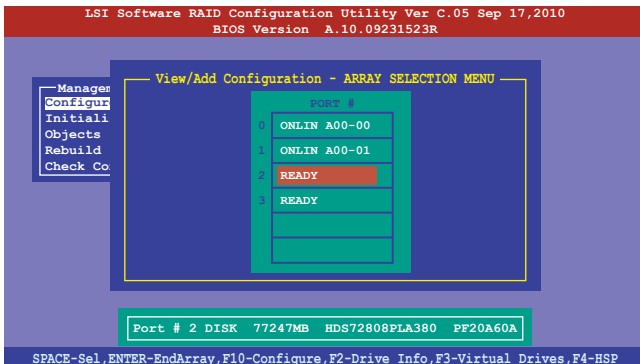 LSI Software RAID Configuration Utility Ver C.05 Sep 17,2010
BIOS Version A.10.09231523R
View/Add Configuration - ARRAY SELECTION MENU
Managem
Configure
Initiali
Objects
Rebuild
Check Co
PORT #
0 ONLIN A00-00
1 ONLIN A00-01
2 READY
3 READY
Port # 2 DISK 77247MB HDS72808PLA380 PF20A60A
SPACE-Sel,ENTER-EndArray,F10-Configure,F2-Drive Info,F3-Virtual Drives,F4-HSP